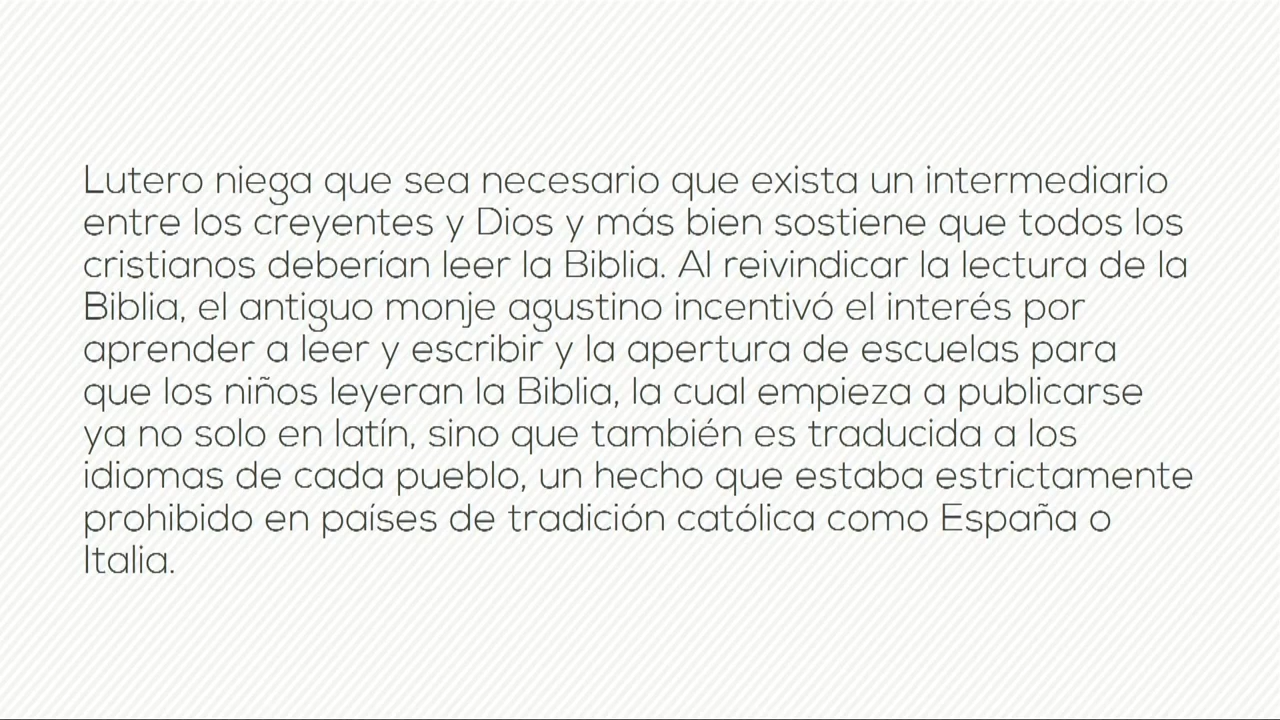 Lutero niega que sea necesario que exista un intermediario
entre los creyentes y Dios y más bien sostiene que todos los
cristianos deberían leer la Biblia. Al reivindicar la lectura de la
Biblia, el antiguo monje agustino incentivó el interés por
aprender a leer y escribir y la apertura de escuelas para
que los niños leyeran la Biblia, la cual empieza a publicarse
ya no solo en latín, sino que también es traducida a los
idiomas de cada pueblo, un hecho que estaba estrictamente
prohibido en países de tradición católica como España o
Italia.